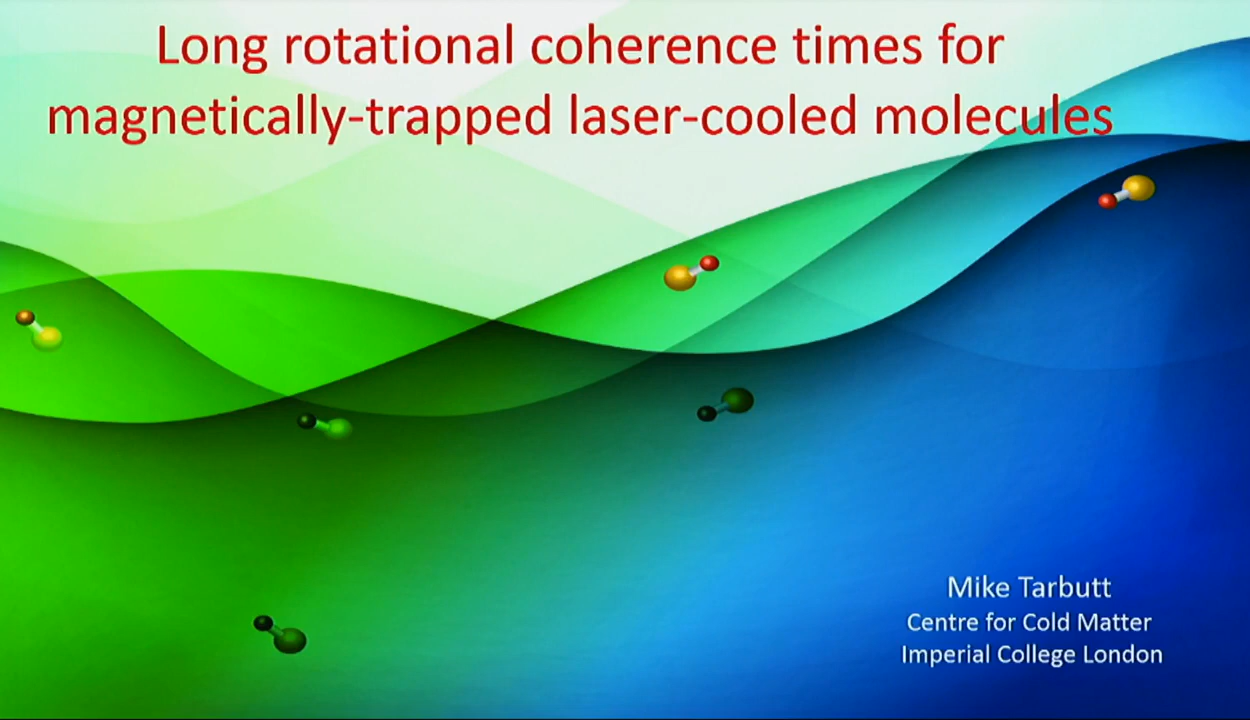 Long rotational coherence times for
magnetically-trapped laser-cooled molecules
Mike Tarbutt
Centre for Cold Matter
Imperial College London